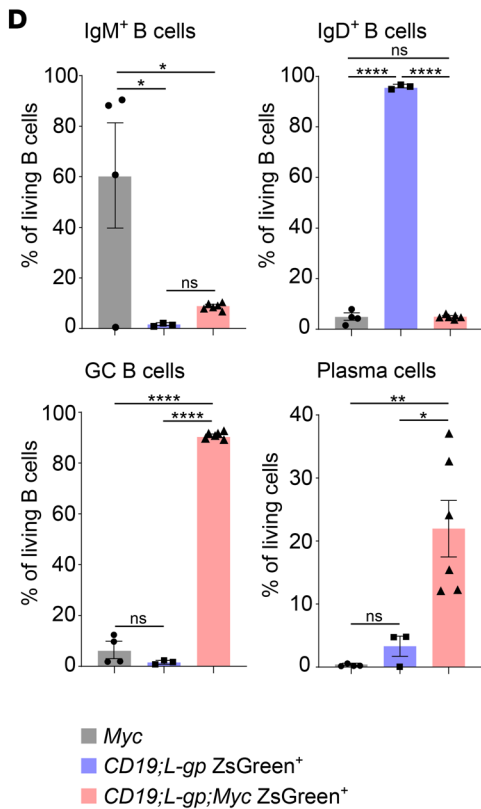 D
IgM⁺ B cells
% of living B cells
100
80
60
40
20
0
*
*
ns
IgD⁺ B cells
% of living B cells
100
80
60
40
20
0
ns
**** ****
GC B cells
% of living B cells
100
80
60
40
20
0
****
****
ns
Plasma cells
% of living cells
40
30
20
10
0
**
*
ns
Myc
CD19;L-gp ZsGreen⁺
CD19;L-gp;Myc ZsGreen⁺